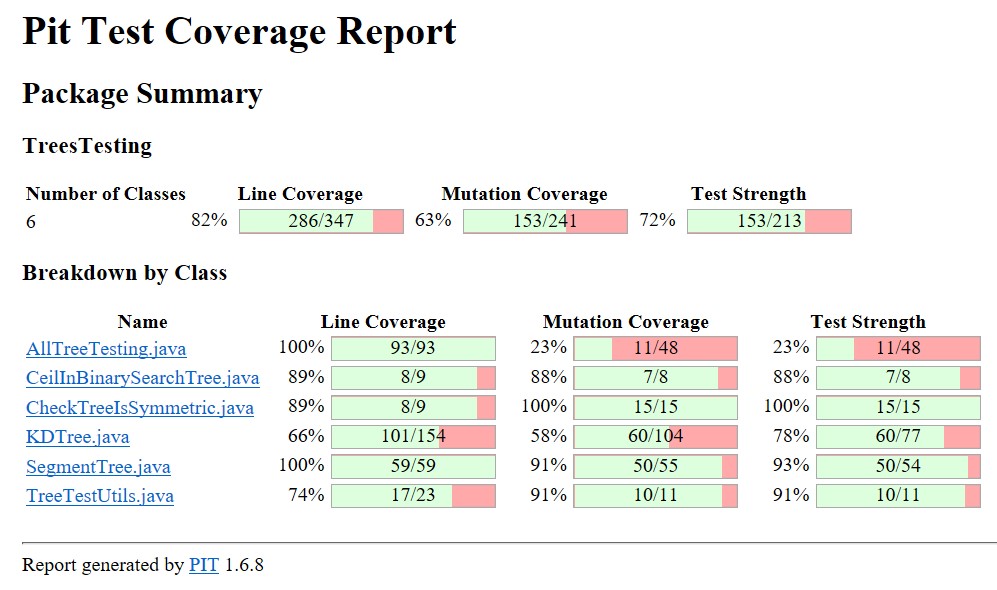 Pit Test Coverage Report
Package Summary
TreesTesting
Number of Classes Line Coverage Mutation Coverage Test Strength
6 82% 286/347 63% 153/241 72% 153/213
Breakdown by Class
Name Line Coverage Mutation Coverage Test Strength
AllTreeTesting.java 100% 93/93 23% 11/48 23% 11/48
CeilInBinarySearchTree.java 89% 8/9 88% 7/8 88% 7/8
CheckTreeIsSymmetric.java 89% 8/9 100% 15/15 100% 15/15
KDTree.java 66% 101/154 58% 60/104 78% 60/77
SegmentTree.java 100% 59/59 91% 50/55 93% 50/54
TreeTestUtils.java 74% 17/23 91% 10/11 91% 10/11
Report generated by PIT 1.6.8